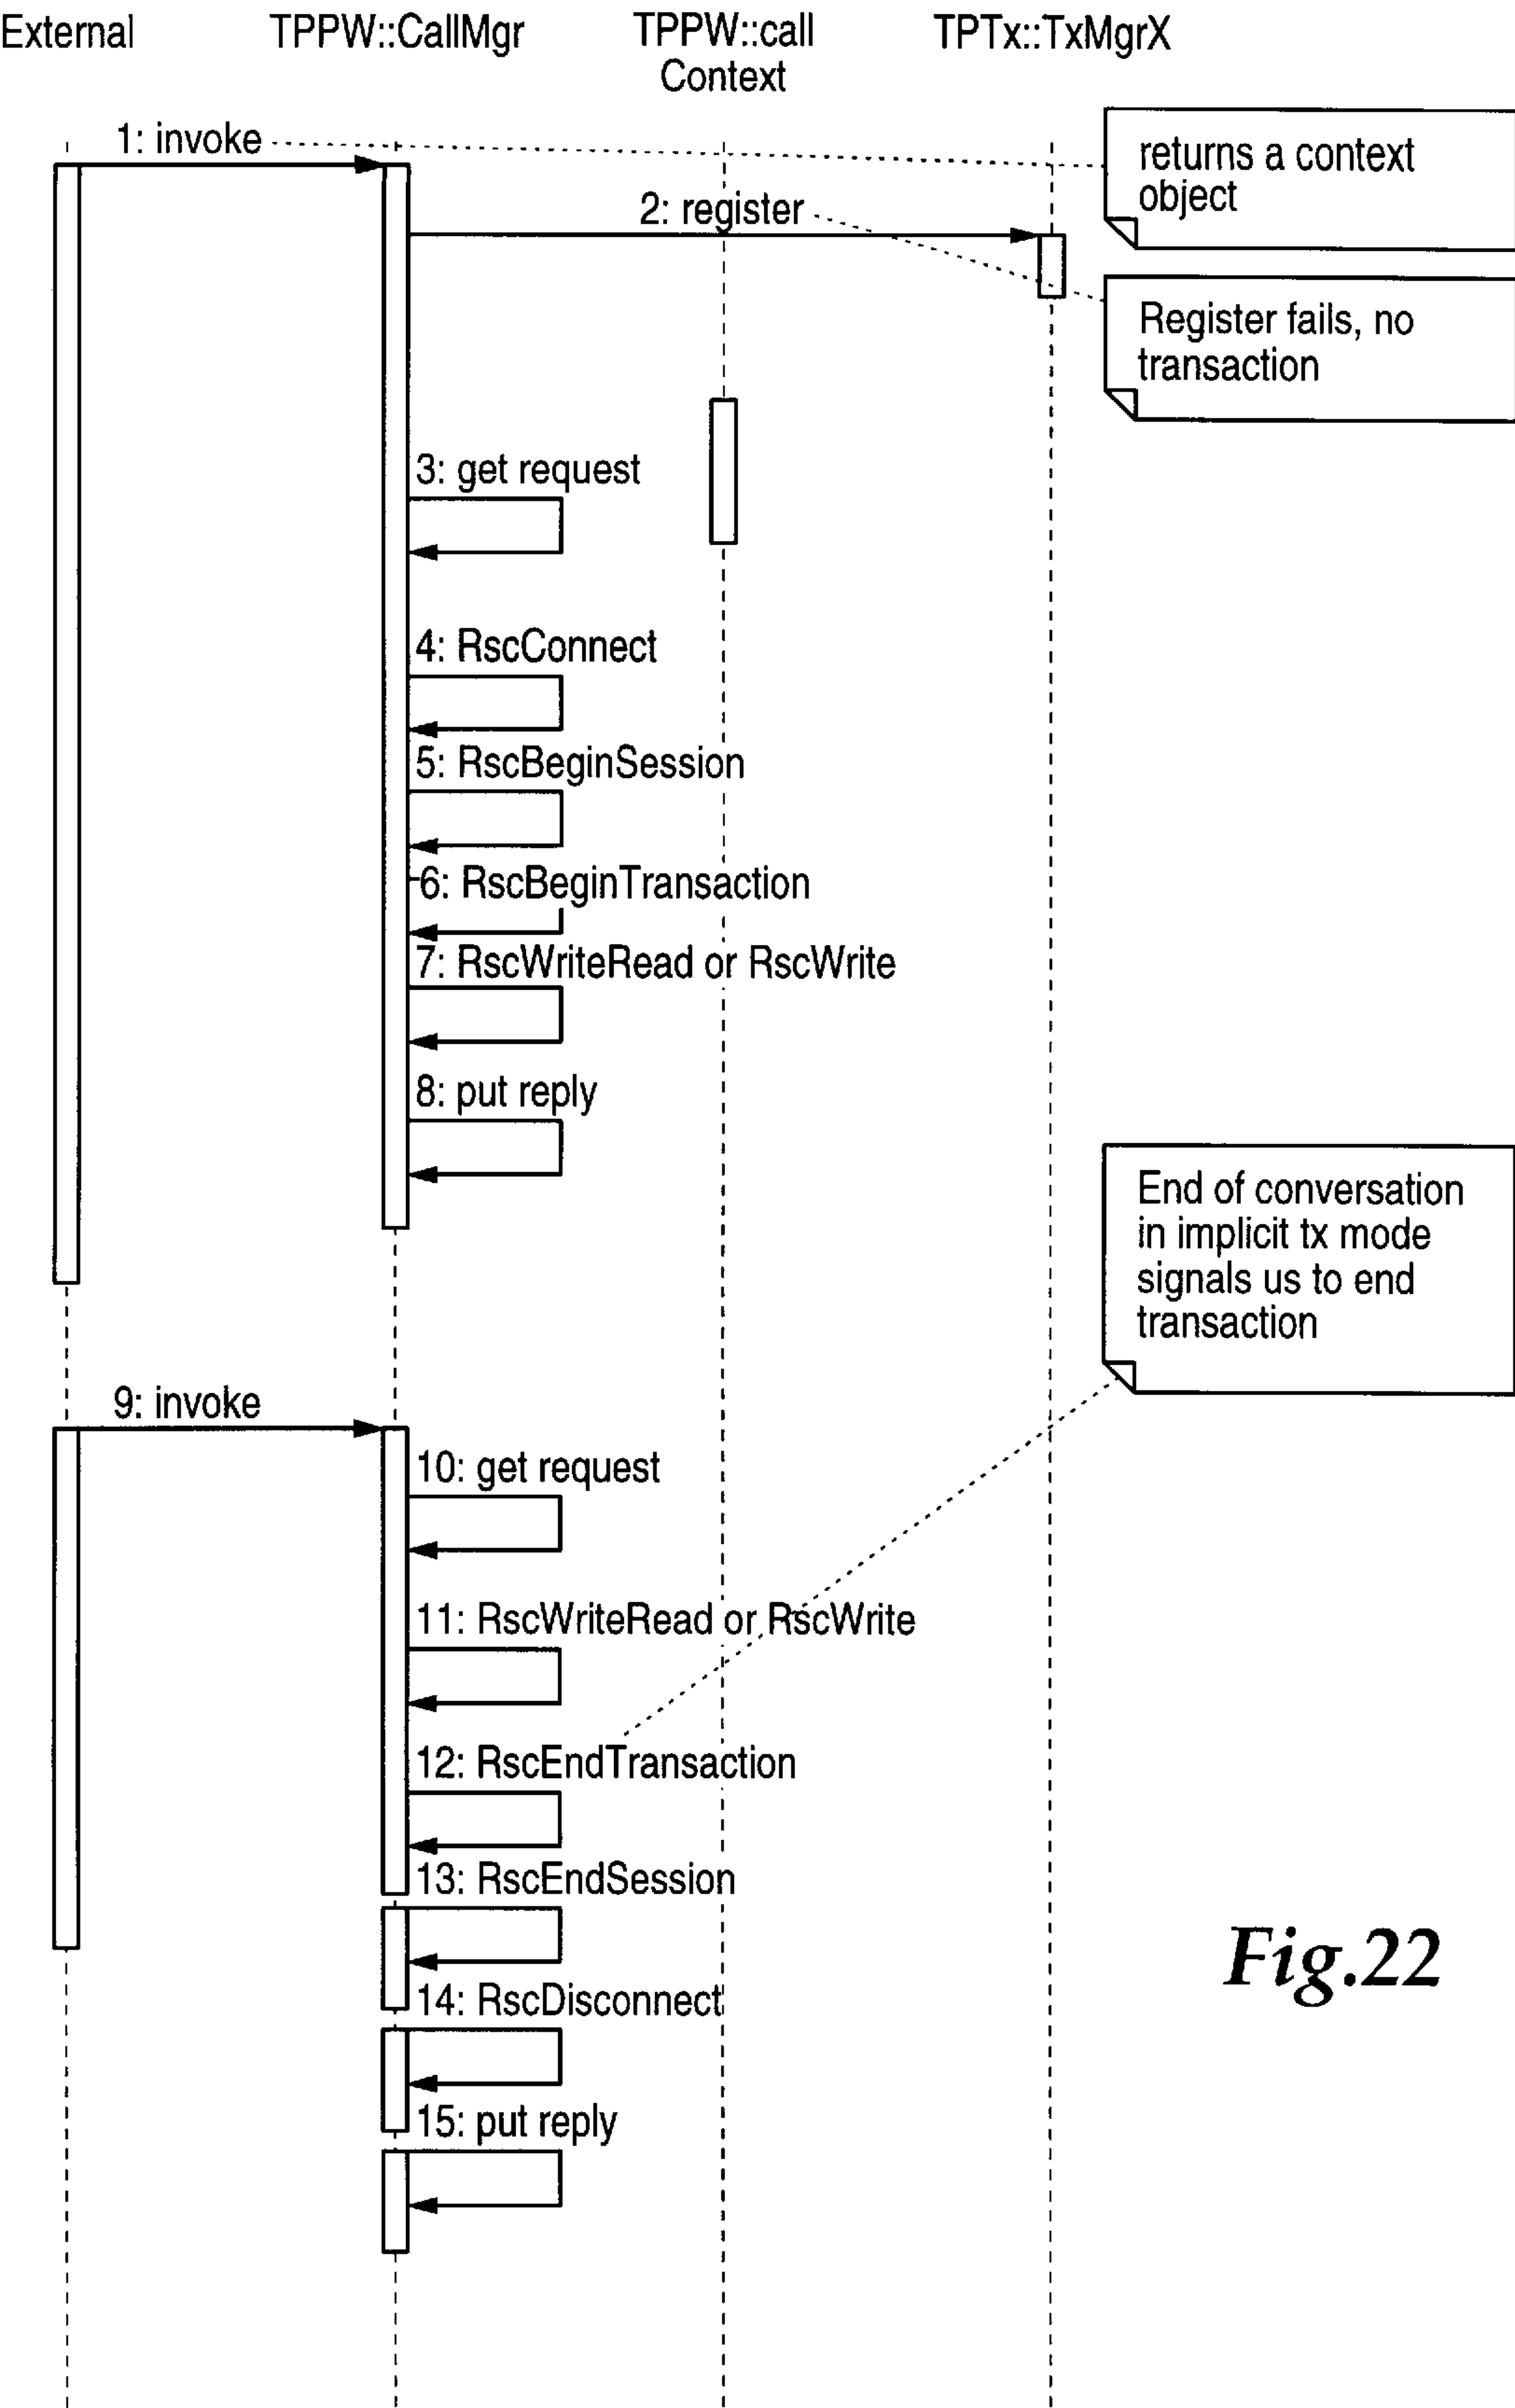 External
TPPW::CallMgr
TPPW::call
Context
TPTx::TxMgrX
1: invoke
returns a context
object
2: register
Register fails, no
transaction
3: get request
4: RscConnect
5: RscBeginSession
6: RscBeginTransaction
7: RscWriteRead or RscWrite
8: put reply
End of conversation
in implicit tx mode
signals us to end
transaction
9: invoke
10: get request
11: RscWriteRead or RscWrite
12: RscEndTransaction
13: RscEndSession
14: RscDisconnect
15: put reply
Fig.22